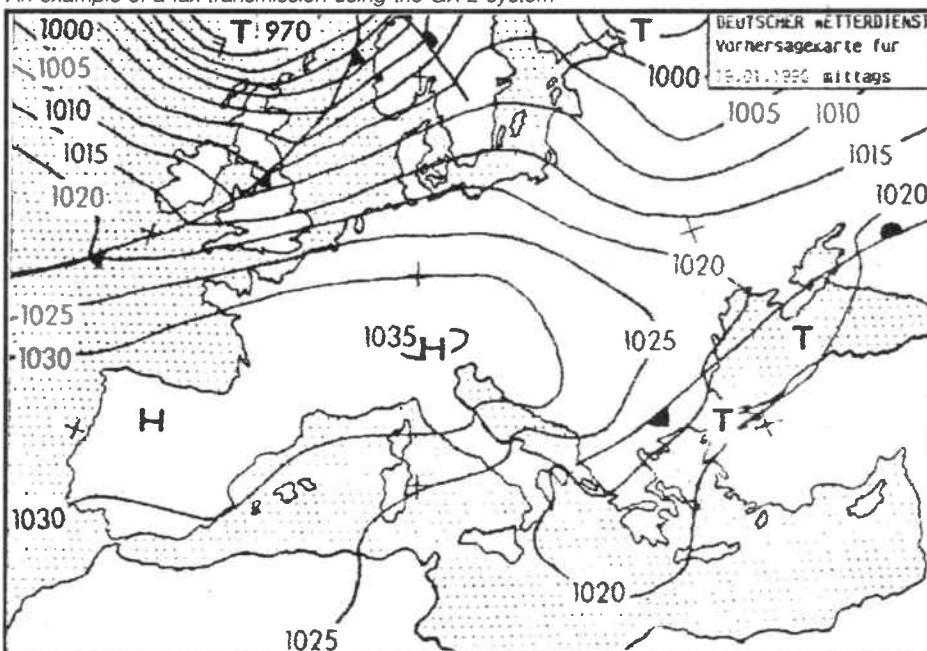 An example of a fax transmission using the GX-2 system
DEUTSCHER WETTERDIENST
Vorhersagekarte fur
mittags
1000
T 970
T
1005
1000
1010
1005
1010
1015
1015
1020
1020
1020
1025
1035 H
1025
T
1030
H
T
1030
1020
1025